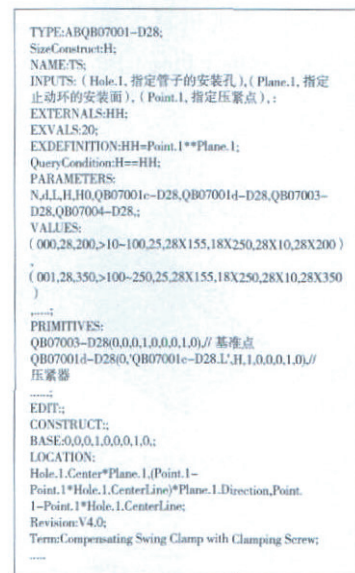 TYPE:ABQB07001-D28;
SizeConstruct:H;
NAME:TS;
INPUTS:（Hole.1, 指定管子的安装孔）,（Plane.1, 指定
止动环的安装面）,（Point.1, 指定压紧点）, :
EXTERNALS:HH;
EXVALS:20;
EXDEFINITION:HH=Point.1**Plane.1;
QueryCondition:H==HH;
PARAMETERS:
N,d,L,H,H0,QB07001c-D28,QB07001d-D28,QB07003-
D28,QB07004-D28,;
VALUES:
（000,28,200,>10~100,25,28X155,18X250,28X10,28X200）
,
（001,28,350,>100~250,25,28X155,18X250,28X10,28X350
）
,......;
PRIMITIVES:
QB07003-D28(0,0,0,1,0,0,0,1,0),// 基准点
QB07001d-D28(0,'QB07001c-D28.L',H,1,0,0,0,1,0),//
压紧器
......;
EDIT:;
CONSTRUCT:;
BASE:0,0,0,1,0,0,0,1,0,;
LOCATION:
Hole.1.Center*Plane.1,(Point.1-
Point.1*Hole.1.CenterLine)*Plane.1.Direction,Point.
1-Point.1*Hole.1.CenterLine;
Revision:V4.0;
Term:Compensating Swing Clamp with Clamping Screw;
......